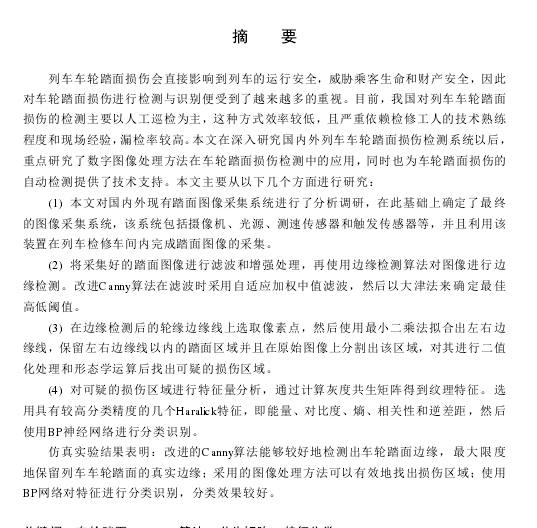 摘 要
列车车轮踏面损伤会直接影响到列车的运行安全，威胁乘客生命和财产安全，因此
对车轮踏面损伤进行检测与识别便受到了越来越多的重视。目前，我国对列车车轮踏面
损伤的检测主要以人工巡检为主，这种方式效率较低，且严重依赖检修工人的技术熟练
程度和现场经验，漏检率较高。本文在深入研究国内外列车车轮踏面损伤检测系统以后，
重点研究了数字图像处理方法在车轮踏面损伤检测中的应用，同时也为车轮踏面损伤的
自动检测提供了技术支持。本文主要从以下几个方面进行研究：
(1) 本文对国内外现有踏面图像采集系统进行了分析调研，在此基础上确定了最终
的图像采集系统，该系统包括摄像机、光源、测速传感器和触发传感器等，并且利用该
装置在列车检修车间内完成踏面图像的采集。
(2) 将采集好的踏面图像进行滤波和增强处理，再使用边缘检测算法对图像进行边
缘检测。改进Canny算法在滤波时采用自适应加权中值滤波，然后以大津法来确定最佳
高低阈值。
(3) 在边缘检测后的轮缘边缘线上选取像素点，然后使用最小二乘法拟合出左右边
缘线，保留左右边缘线以内的踏面区域并且在原始图像上分割出该区域，对其进行二值
化处理和形态学运算后找出可疑的损伤区域。
(4) 对可疑的损伤区域进行特征量分析，通过计算灰度共生矩阵得到纹理特征。选
用具有较高分类精度的几个Haralick特征，即能量、对比度、熵、相关性和逆差距，然后
使用BP神经网络进行分类识别。
仿真实验结果表明：改进的Canny算法能够较好地检测出车轮踏面边缘，最大限度
地保留列车车轮踏面的真实边缘；采用的图像处理方法可以有效地找出损伤区域；使用
BP网络对特征进行分类识别，分类效果较好。